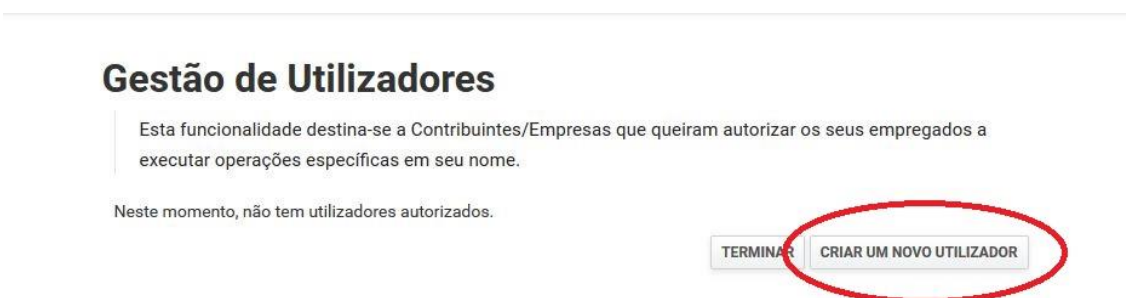 Gestão de Utilizadores
Esta funcionalidade destina-se a Contribuintes/Empresas que queiram autorizar os seus empregados a
executar operações específicas em seu nome.
Neste momento, não tem utilizadores autorizados.
TERMINAR CRIAR UM NOVO UTILIZADOR